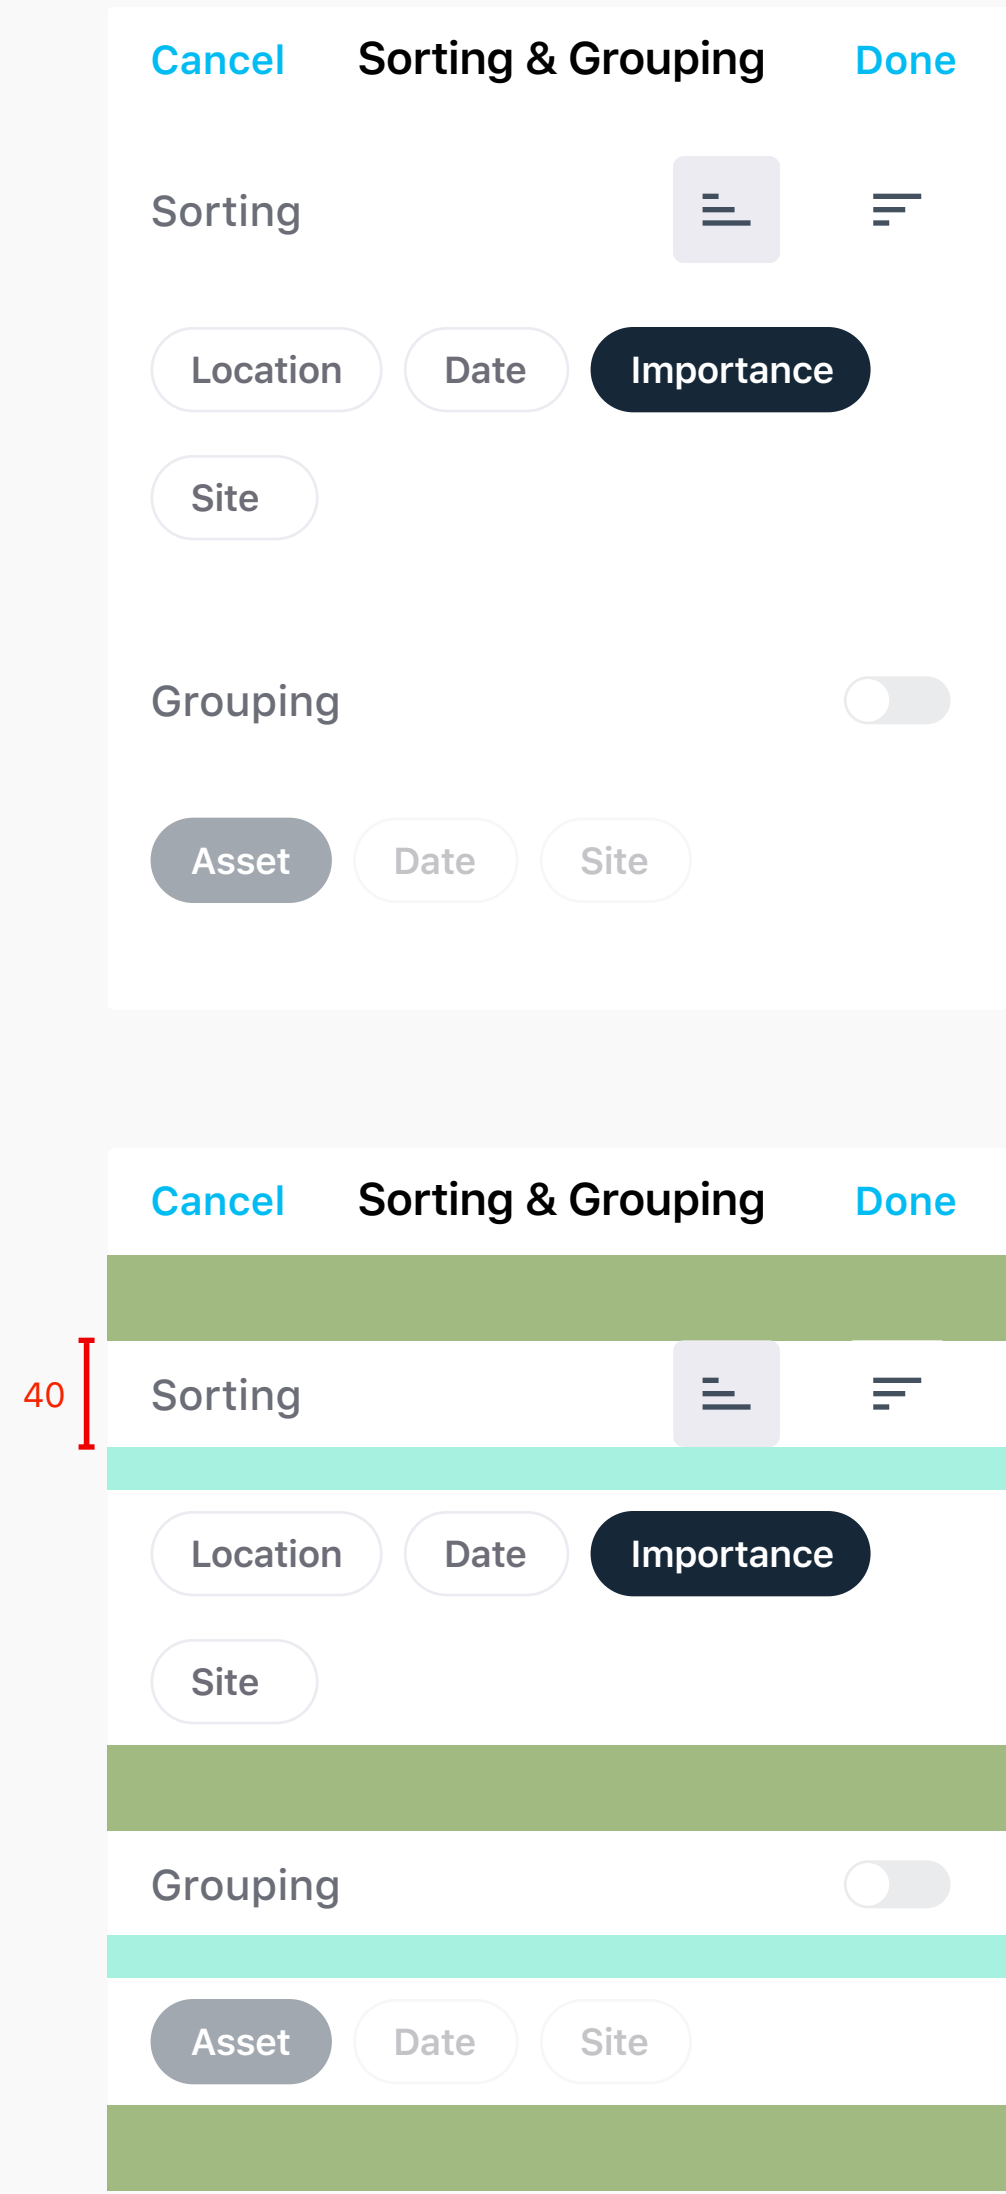 Cancel Sorting & Grouping Done
Sorting
Location Date Importance
Site
Grouping
Asset Date Site
Cancel Sorting & Grouping Done
40 Sorting
Location Date Importance
Site
Grouping
Asset Date Site